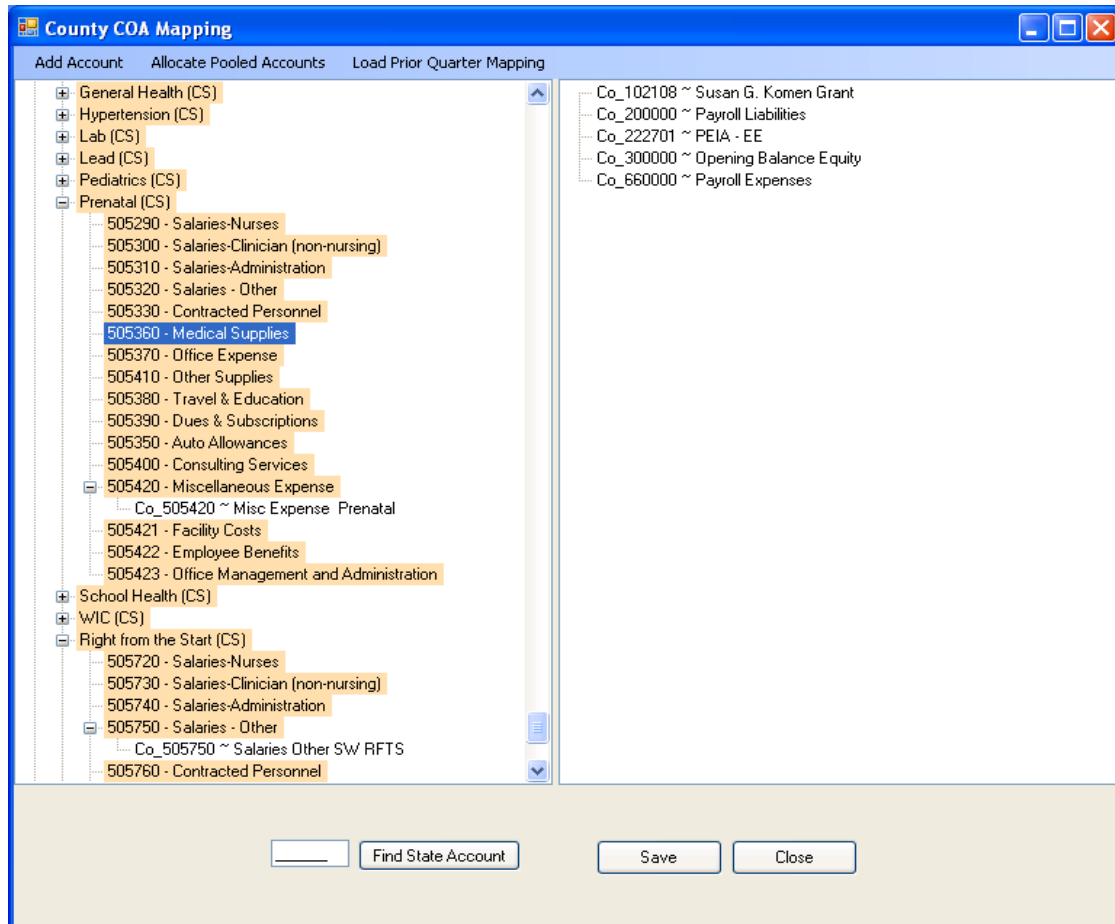 County COA Mapping
Add Account Allocate Pooled Accounts Load Prior Quarter Mapping
General Health (CS)
Hypertension (CS)
Lab (CS)
Lead (CS)
Pediatrics (CS)
Prenatal (CS)
505290 - Salaries-Nurses
505300 - Salaries-Clinician (non-nursing)
505310 - Salaries-Administration
505320 - Salaries - Other
505330 - Contracted Personnel
505360 - Medical Supplies
505370 - Office Expense
505410 - Other Supplies
505380 - Travel & Education
505390 - Dues & Subscriptions
505350 - Auto Allowances
505400 - Consulting Services
505420 - Miscellaneous Expense
Co_505420 ~ Misc Expense  Prenatal
505421 - Facility Costs
505422 - Employee Benefits
505423 - Office Management and Administration
School Health (CS)
WIC (CS)
Right from the Start (CS)
505720 - Salaries-Nurses
505730 - Salaries-Clinician (non-nursing)
505740 - Salaries-Administration
505750 - Salaries - Other
Co_505750 ~ Salaries Other SW RFTS
505760 - Contracted Personnel
Co_102108 ~ Susan G. Komen Grant
Co_200000 ~ Payroll Liabilities
Co_222701 ~ PEIA - EE
Co_300000 ~ Opening Balance Equity
Co_660000 ~ Payroll Expenses
______ Find State Account Save Close